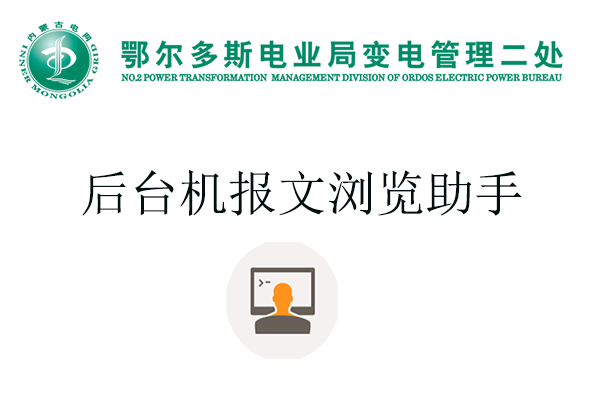 内蒙古电网
INNER MONGOLIA GRID
鄂尔多斯电业局变电管理二处
NO.2 POWER TRANSFORMATION MANAGEMENT DIVISION OF ORDOS ELECTRIC POWER BUREAU
后台机报文浏览助手